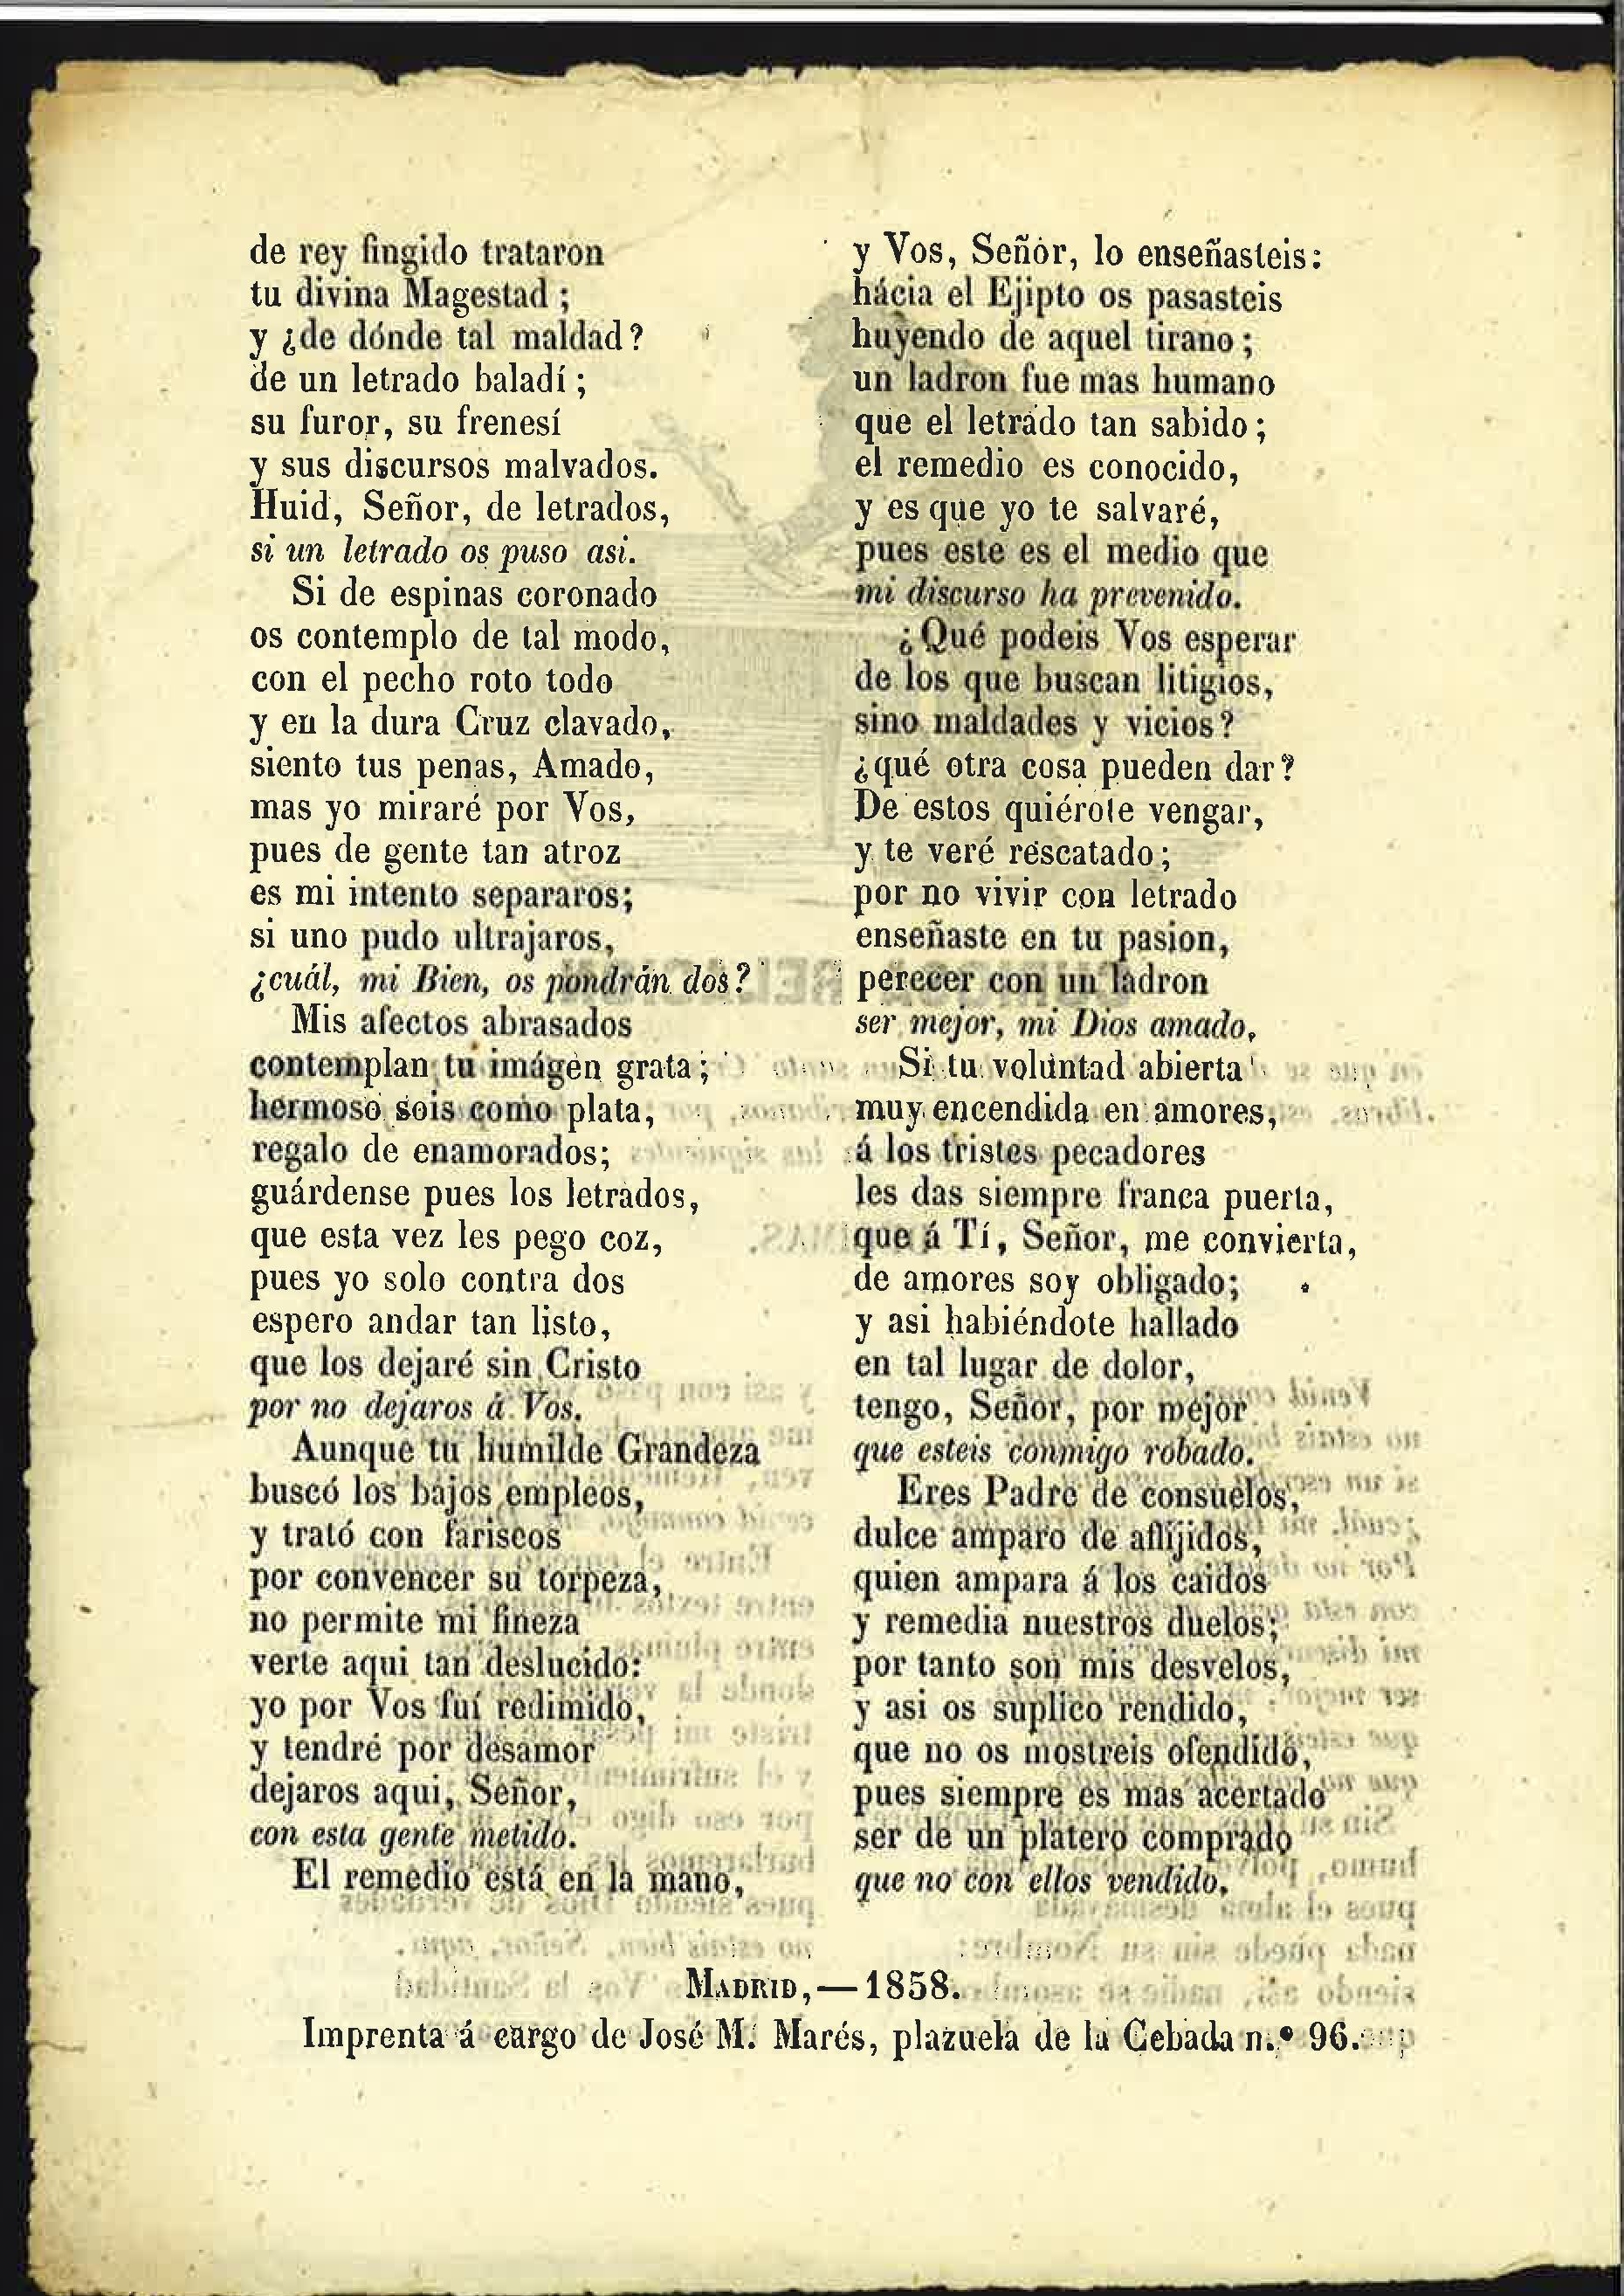 de rey fingido trataron
tu divina Magestad ;
y ¿de dónde tal maldad?
de un letrado baladí ;
su furor, su frenesí
y sus discursos malvados.
Huid, Señor, de letrados,
si un letrado os puso asi.
Si de espinas coronado
os contemplo de tal modo,
con el pecho roto todo
y en la dura Cruz clavado,
siento tus penas, Amado,
mas yo miraré por Vos,
pues de gente tan atroz
es mi intento separaros;
si uno pudo ultrajaros,
¿cuál, mi Bien, os pondrán dos?
Mis afectos abrasados
contemplan tu imágen grata ;
hermoso sois como plata,
regalo de enamorados;
guárdense pues los letrados,
que esta vez les pego coz,
pues yo solo contra dos
espero andar tan listo,
que los dejaré sin Cristo
por no dejaros á Vos.
Aunque tu humilde Grandeza
buscó los bajos empleos,
y trató con fariseos
por convencer su torpeza,
no permite mi fineza
verte aqui tan deslucido:
yo por Vos fuí redimido,
y tendré por desamor
dejaros aqui, Señor,
con esta gente metido.
El remedio está en la mano,
y Vos, Señor, lo enseñasteis:
hácia el Ejipto os pasasteis
huyendo de aquel tirano ;
un ladron fue mas humano
que el letrado tan sabido ;
el remedio es conocido,
y es que yo te salvaré,
pues este es el medio que
mi discurso ha prevenido.
¿Qué podeis Vos esperar
de los que buscan litigios,
sino maldades y vicios?
¿qué otra cosa pueden dar?
De estos quiérote vengar,
y te veré rescatado ;
por no vivir con letrado
enseñaste en tu pasion,
perecer con un ladron
ser mejor, mi Dios amado,
Si tu voluntad abierta
muy encendida en amores,
á los tristes pecadores
les das siempre franca puerta,
que á Tí, Señor, me convierta,
de amores soy obligado;
y asi habiéndote hallado
en tal lugar de dolor,
tengo, Señor, por mejor
que esteis conmigo robado.
Eres Padre de consuelos,
dulce amparo de aflijidos,
quien ampara á los caidos
y remedia nuestros duelos;
por tanto son mis desvelos,
y asi os suplico rendido,
que no os mostreis ofendido,
pues siempre es mas acertado
ser de un platero comprado
que no con ellos vendido.
MADRID,—1858.
Imprenta á cargo de José M. Marés, plazuela de la Cebada n.º 96.